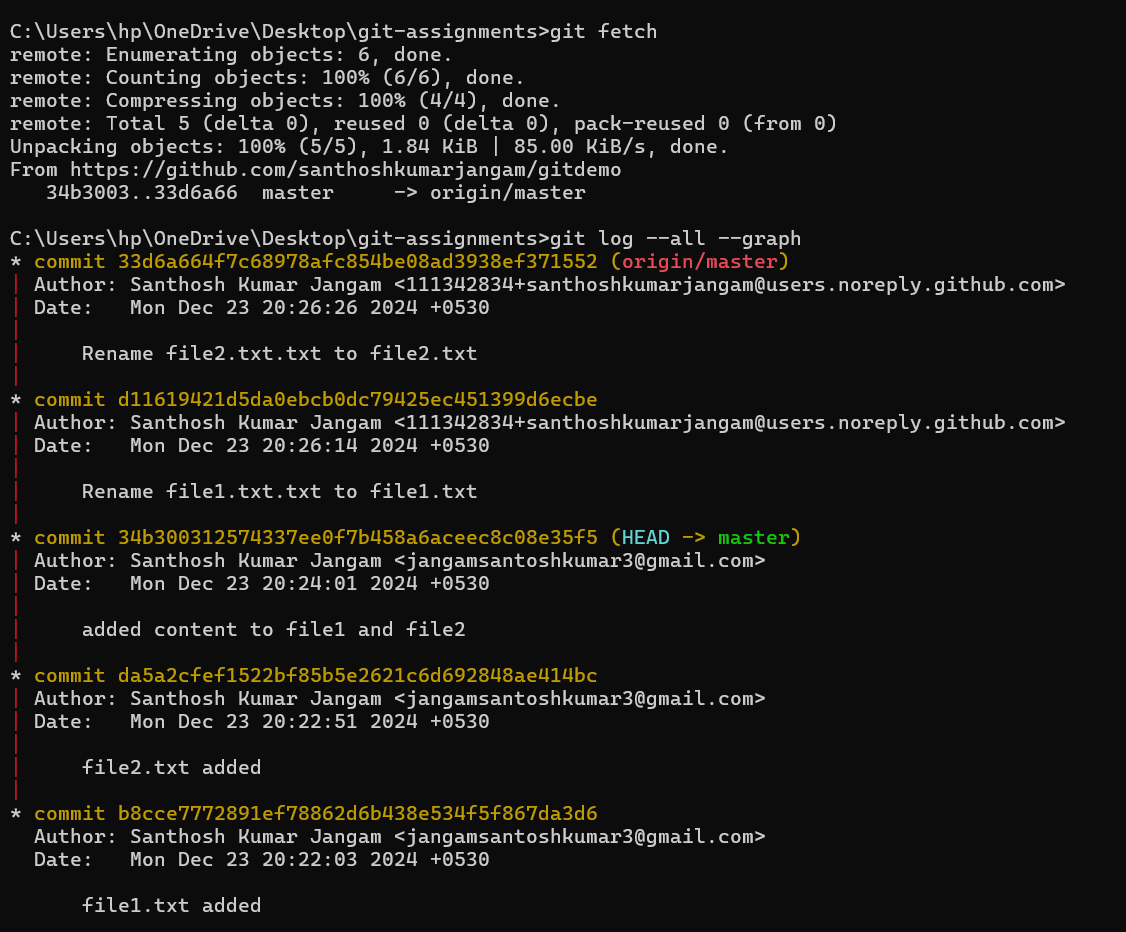 C:\Users\hp\OneDrive\Desktop\git-assignments>git fetch
remote: Enumerating objects: 6, done.
remote: Counting objects: 100% (6/6), done.
remote: Compressing objects: 100% (4/4), done.
remote: Total 5 (delta 0), reused 0 (delta 0), pack-reused 0 (from 0)
Unpacking objects: 100% (5/5), 1.84 KiB | 85.00 KiB/s, done.
From https://github.com/santhoshkumarjangam/gitdemo
   34b3003..33d6a66  master     -> origin/master

C:\Users\hp\OneDrive\Desktop\git-assignments>git log --all --graph
* commit 33d6a664f7c68978afc854be08ad3938ef371552 (origin/master)
| Author: Santhosh Kumar Jangam <111342834+santhoshkumarjangam@users.noreply.github.com>
| Date:   Mon Dec 23 20:26:26 2024 +0530
|
|     Rename file2.txt.txt to file2.txt
|
* commit d11619421d5da0ebcb0dc79425ec451399d6ecbe
| Author: Santhosh Kumar Jangam <111342834+santhoshkumarjangam@users.noreply.github.com>
| Date:   Mon Dec 23 20:26:14 2024 +0530
|
|     Rename file1.txt.txt to file1.txt
|
* commit 34b300312574337ee0f7b458a6aceec8c08e35f5 (HEAD -> master)
| Author: Santhosh Kumar Jangam <jangamsantoshkumar3@gmail.com>
| Date:   Mon Dec 23 20:24:01 2024 +0530
|
|     added content to file1 and file2
|
* commit da5a2cfef1522bf85b5e2621c6d692848ae414bc
| Author: Santhosh Kumar Jangam <jangamsantoshkumar3@gmail.com>
| Date:   Mon Dec 23 20:22:51 2024 +0530
|
|     file2.txt added
|
* commit b8cce7772891ef78862d6b438e534f5f867da3d6
  Author: Santhosh Kumar Jangam <jangamsantoshkumar3@gmail.com>
  Date:   Mon Dec 23 20:22:03 2024 +0530

      file1.txt added